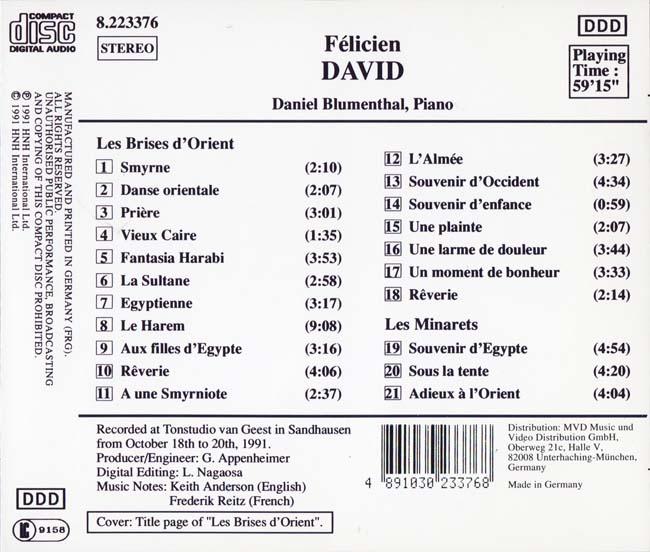 COMPACT
disc
DIGITAL AUDIO
8.223376
STEREO
Félicien
DAVID
Daniel Blumenthal, Piano
DDD
Playing
Time :
59'15"
MANUFACTURED AND PRINTED IN GERMANY (FRG).
ALL RIGHTS RESERVED.
UNAUTHORISED PUBLIC PERFORMANCE, BROADCASTING
AND COPYING OF THIS COMPACT DISC PROHIBITED.
℗ 1991 HNH International Ltd.
© 1991 HNH International Ltd.
Les Brises d'Orient
1 Smyrne (2:10)
2 Danse orientale (2:07)
3 Prière (3:01)
4 Vieux Caire (1:35)
5 Fantasia Harabi (3:53)
6 La Sultane (2:58)
7 Egyptienne (3:17)
8 Le Harem (9:08)
9 Aux filles d'Egypte (3:16)
10 Rêverie (4:06)
11 A une Smyrniote (2:37)
12 L'Almée (3:27)
13 Souvenir d'Occident (4:34)
14 Souvenir d'enfance (0:59)
15 Une plainte (2:07)
16 Une larme de douleur (3:44)
17 Un moment de bonheur (3:33)
18 Rêverie (2:14)
Les Minarets
19 Souvenir d'Egypte (4:54)
20 Sous la tente (4:20)
21 Adieux à l'Orient (4:04)
Recorded at Tonstudio van Geest in Sandhausen
from October 18th to 20th, 1991.
Producer/Engineer: G. Appenheimer
Digital Editing: L. Nagaosa
Music Notes: Keith Anderson (English)
Frederik Reitz (French)
Cover: Title page of "Les Brises d'Orient".
4 891030 233768
Distribution: MVD Music und
Video Distribution GmbH,
Oberweg 21c, Halle V,
82008 Unterhaching-München,
Germany
Made in Germany
DDD
9158